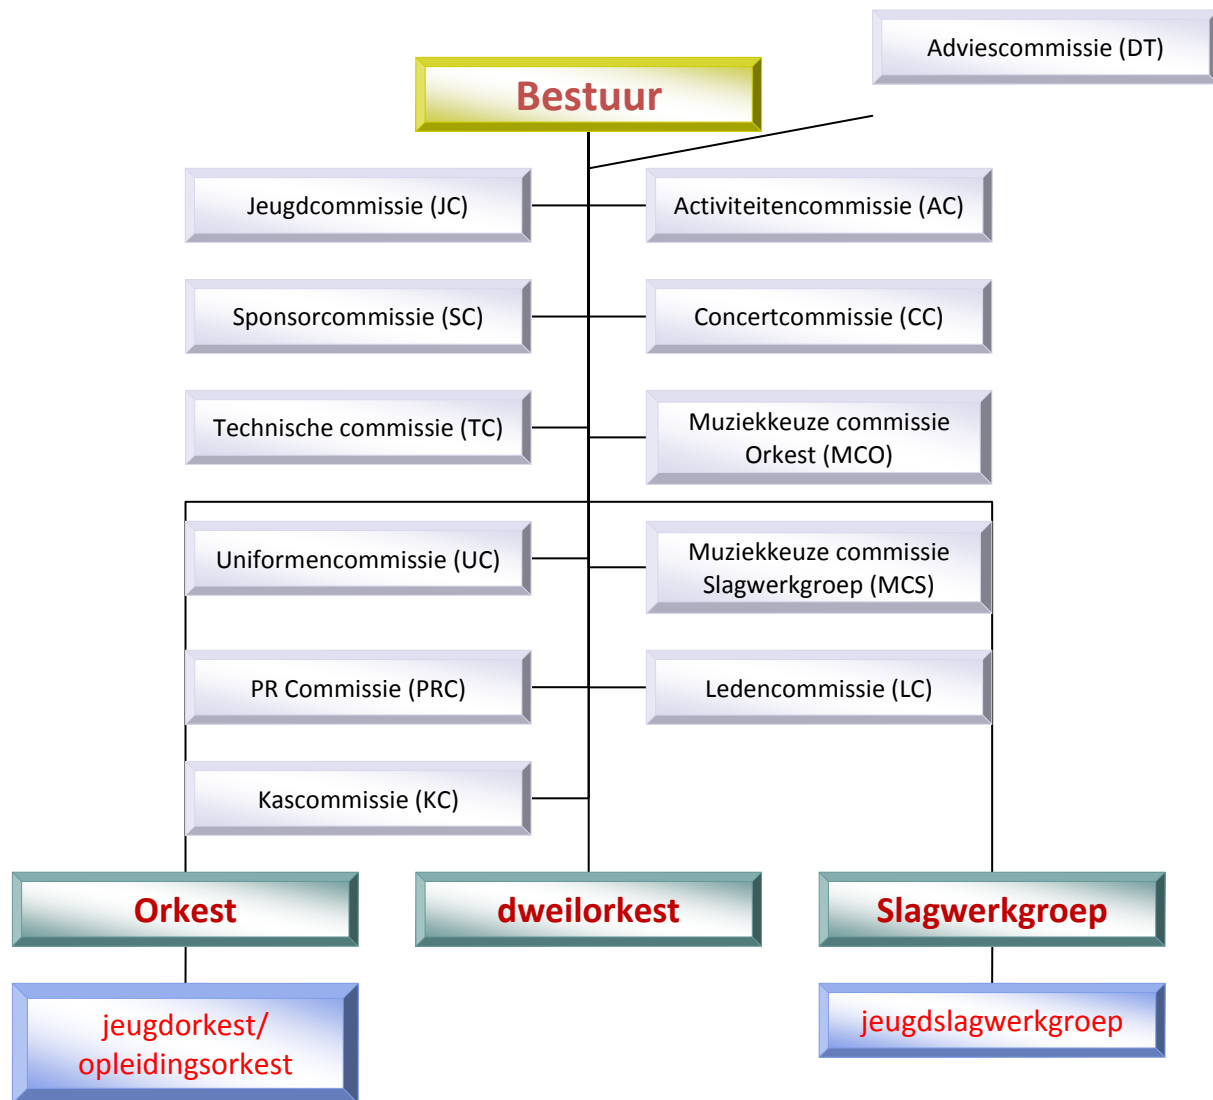 Adviescommissie (DT)
Bestuur
Jeugdcommissie (JC)
Activiteitencommissie (AC)
Sponsorcommissie (SC)
Concertcommissie (CC)
Technische commissie (TC)
Muziekkeuze commissie
Orkest (MCO)
Uniformencommissie (UC)
Muziekkeuze commissie
Slagwerkgroep (MCS)
PR Commissie (PRC)
Ledencommissie (LC)
Kascommissie (KC)
Orkest
dweilorkest
Slagwerkgroep
jeugdorkest/
opleidingsorkest
jeugdslagwerkgroep